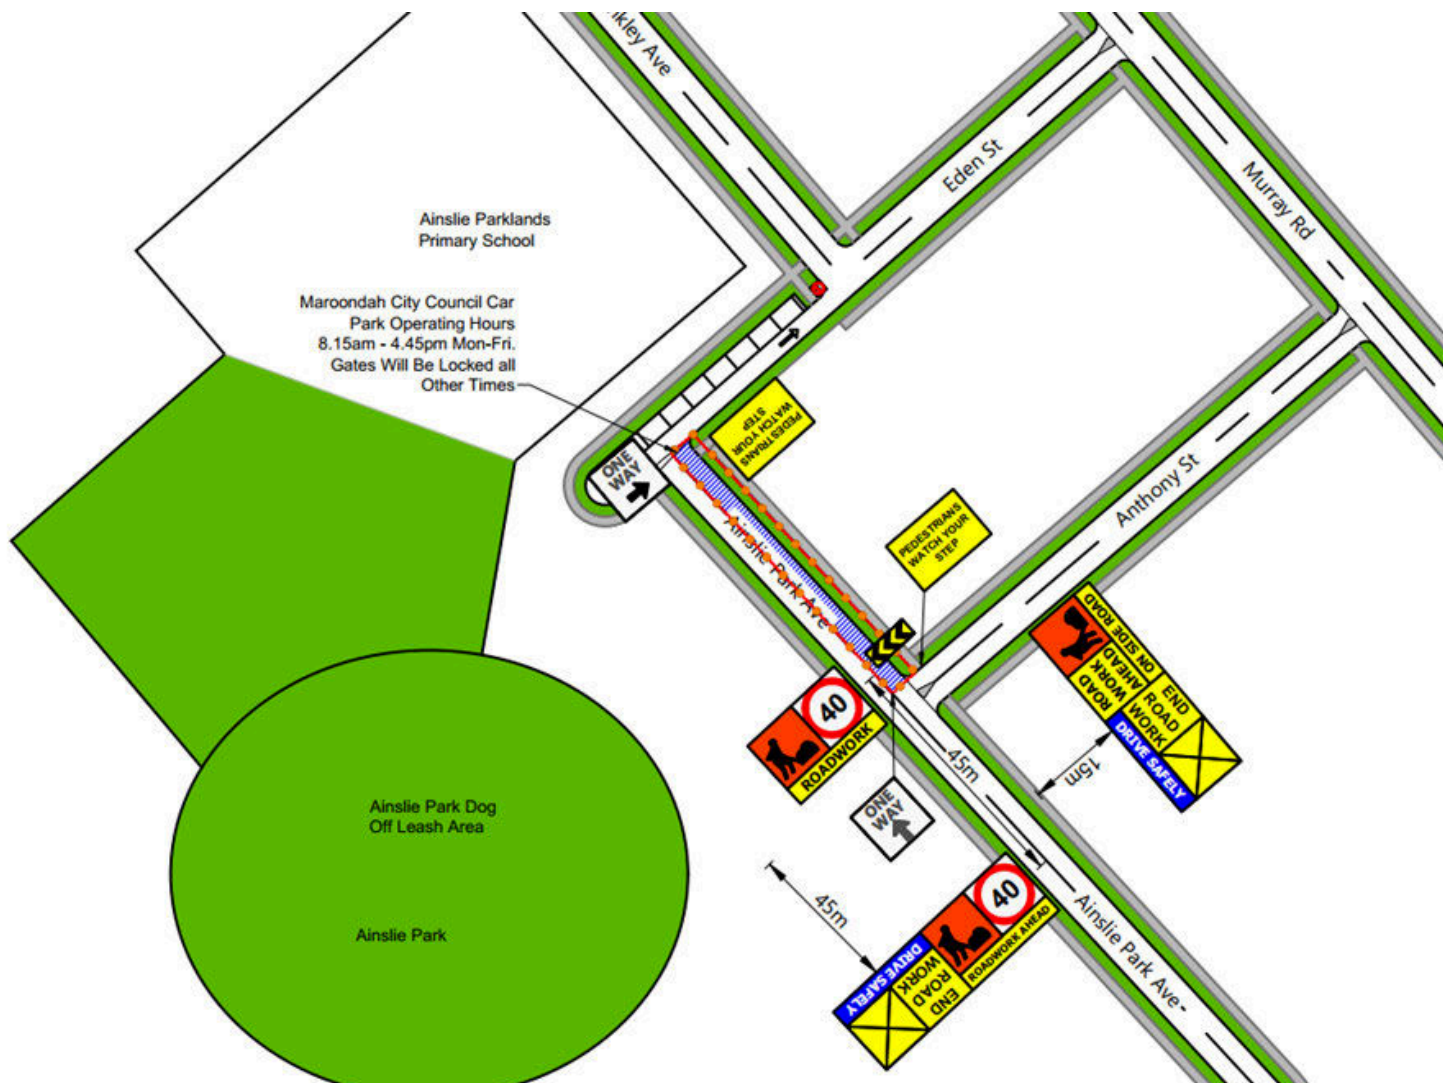 Eden St
Murray Rd
Ainslie Parklands
Primary School
Maroondah City Council Car
Park Operating Hours
8.15am - 4.45pm Mon-Fri.
Gates Will Be Locked all
Other Times
PEDESTRIANS
WATCH YOUR
STEP
ONE
WAY
Anthony St
PEDESTRIANS
WATCH YOUR
STEP
Ainslie Park Ave
ROAD
WORK
AHEAD
ON SIDE ROAD
END
ROAD
WORK
DRIVE SAFELY
15m
40
ROADWORK
45m
ONE
WAY
Ainslie Park Dog
Off Leash Area
Ainslie Park
45m
40
ROADWORK AHEAD
DRIVE SAFELY
END
ROAD
WORK
Ainslie Park Ave